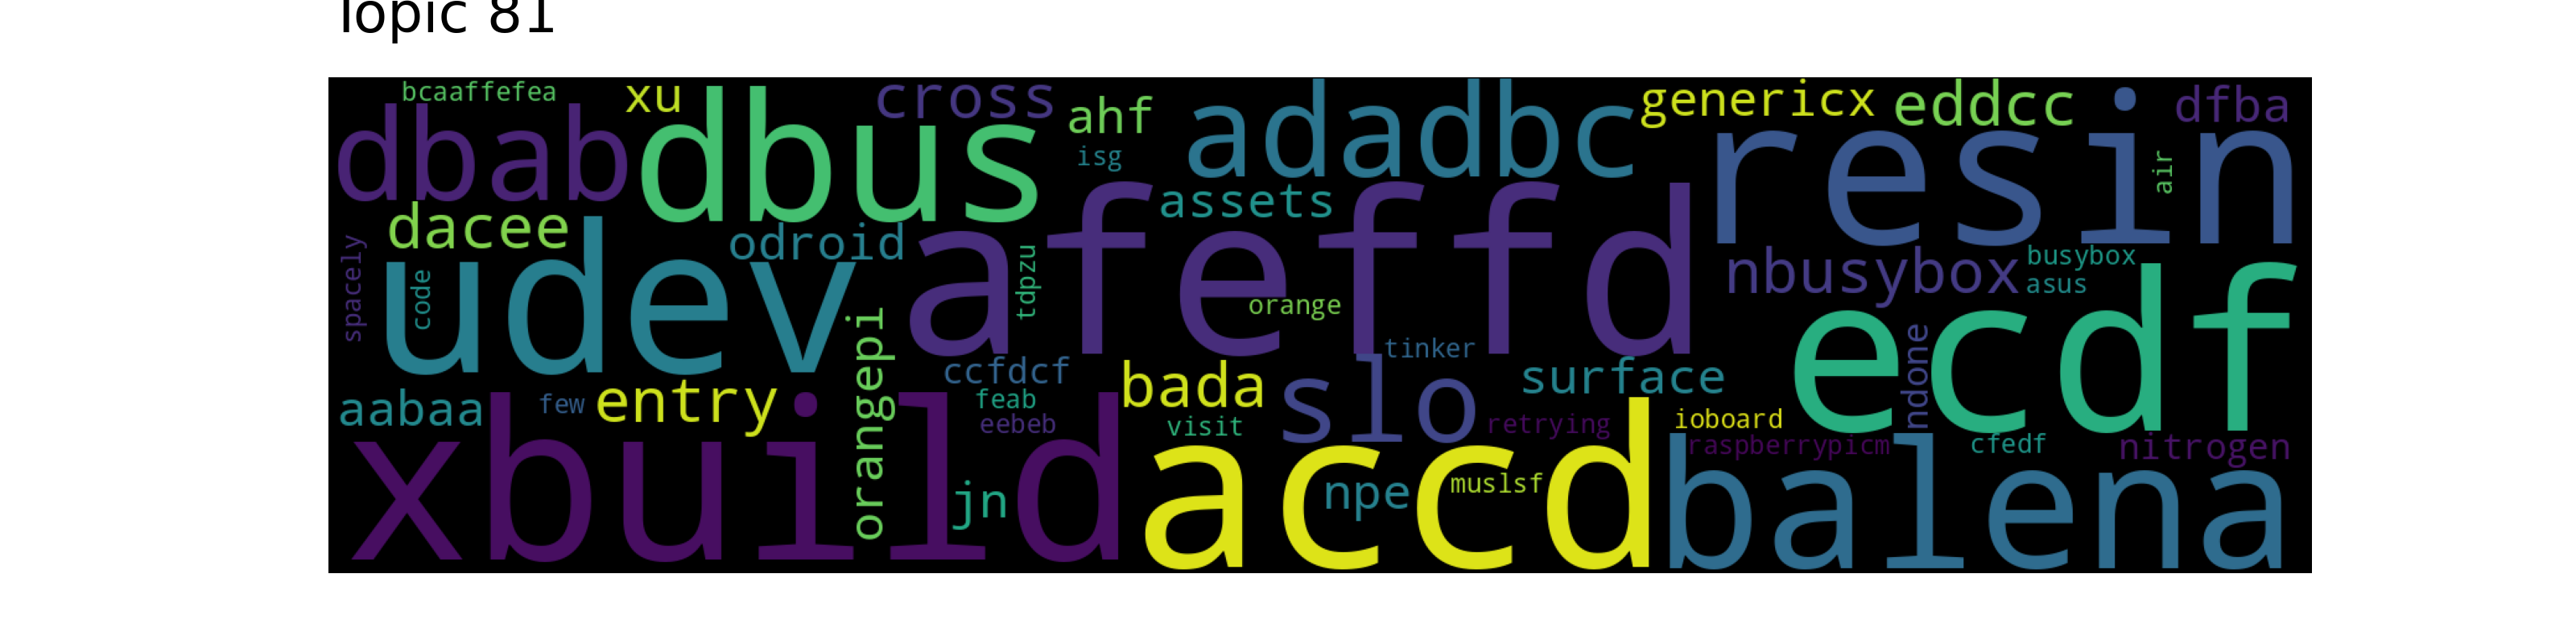 Topic 81
bcaaffefea
xu
cross
ahf
isg
adadbc
genericx
eddcc
dfba
dbab
dbus
resin
air
assets
dacee
odroid
afeffd
spacely
code
udev
tdpzu
orange
nbusybox
busybox
asus
ecdf
orangepi
ccfdcf
tinker
surface
ndone
aabaa
few
entry
feab
eebeb
bada
visit
slo
retrying
ioboard
raspberrypicm
cfedf
nitrogen
xbuild
jn
accd
npe
muslsf
balena